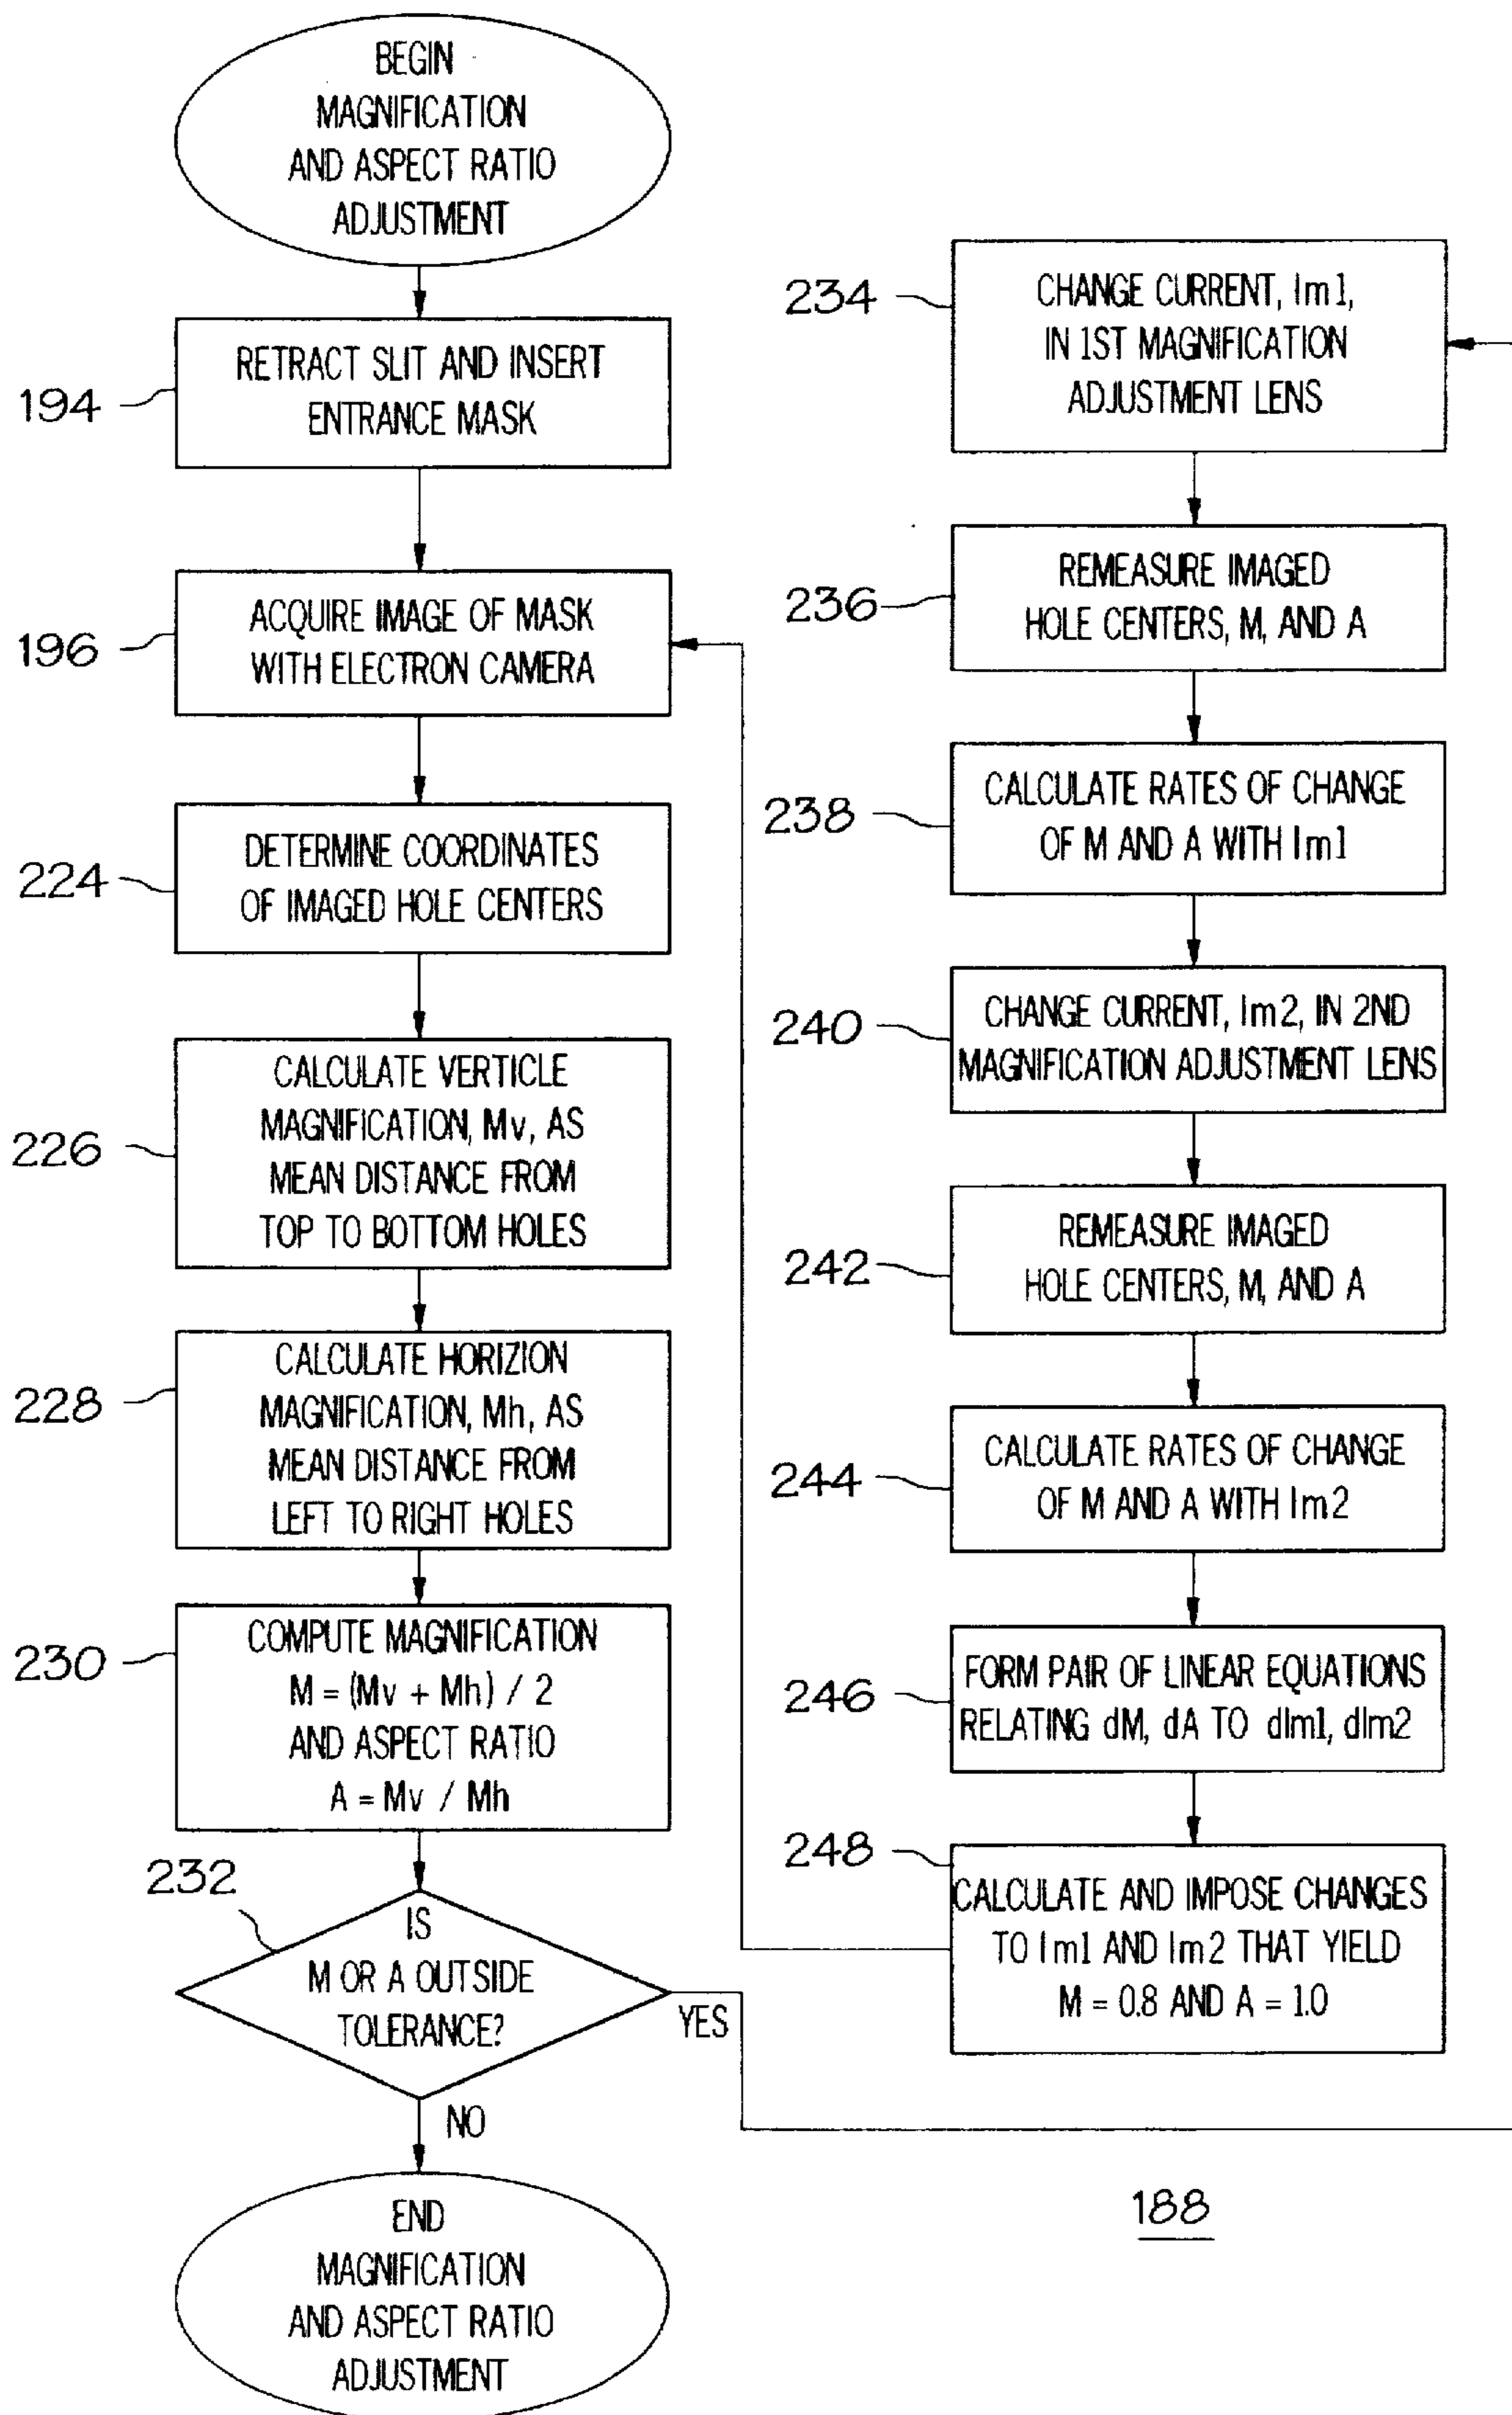 BEGIN
MAGNIFICATION
AND ASPECT RATIO
ADJUSTMENT
194
RETRACT SLIT AND INSERT
ENTRANCE MASK
196
ACQUIRE IMAGE OF MASK
WITH ELECTRON CAMERA
224
DETERMINE COORDINATES
OF IMAGED HOLE CENTERS
226
CALCULATE VERTICLE
MAGNIFICATION, Mv, AS
MEAN DISTANCE FROM
TOP TO BOTTOM HOLES
228
CALCULATE HORIZION
MAGNIFICATION, Mh, AS
MEAN DISTANCE FROM
LEFT TO RIGHT HOLES
230
COMPUTE MAGNIFICATION
M = (Mv + Mh) / 2
AND ASPECT RATIO
A = Mv / Mh
232
IS
M OR A OUTSIDE
TOLERANCE?
YES
NO
END
MAGNIFICATION
AND ASPECT RATIO
ADJUSTMENT
234
CHANGE CURRENT, Im1,
IN 1ST MAGNIFICATION
ADJUSTMENT LENS
236
REMEASURE IMAGED
HOLE CENTERS, M, AND A
238
CALCULATE RATES OF CHANGE
OF M AND A WITH Im1
240
CHANGE CURRENT, Im2, IN 2ND
MAGNIFICATION ADJUSTMENT LENS
242
REMEASURE IMAGED
HOLE CENTERS, M, AND A
244
CALCULATE RATES OF CHANGE
OF M AND A WITH Im2
246
FORM PAIR OF LINEAR EQUATIONS
RELATING dM, dA TO dIm1, dIm2
248
CALCULATE AND IMPOSE CHANGES
TO Im1 AND Im2 THAT YIELD
M = 0.8 AND A = 1.0
188